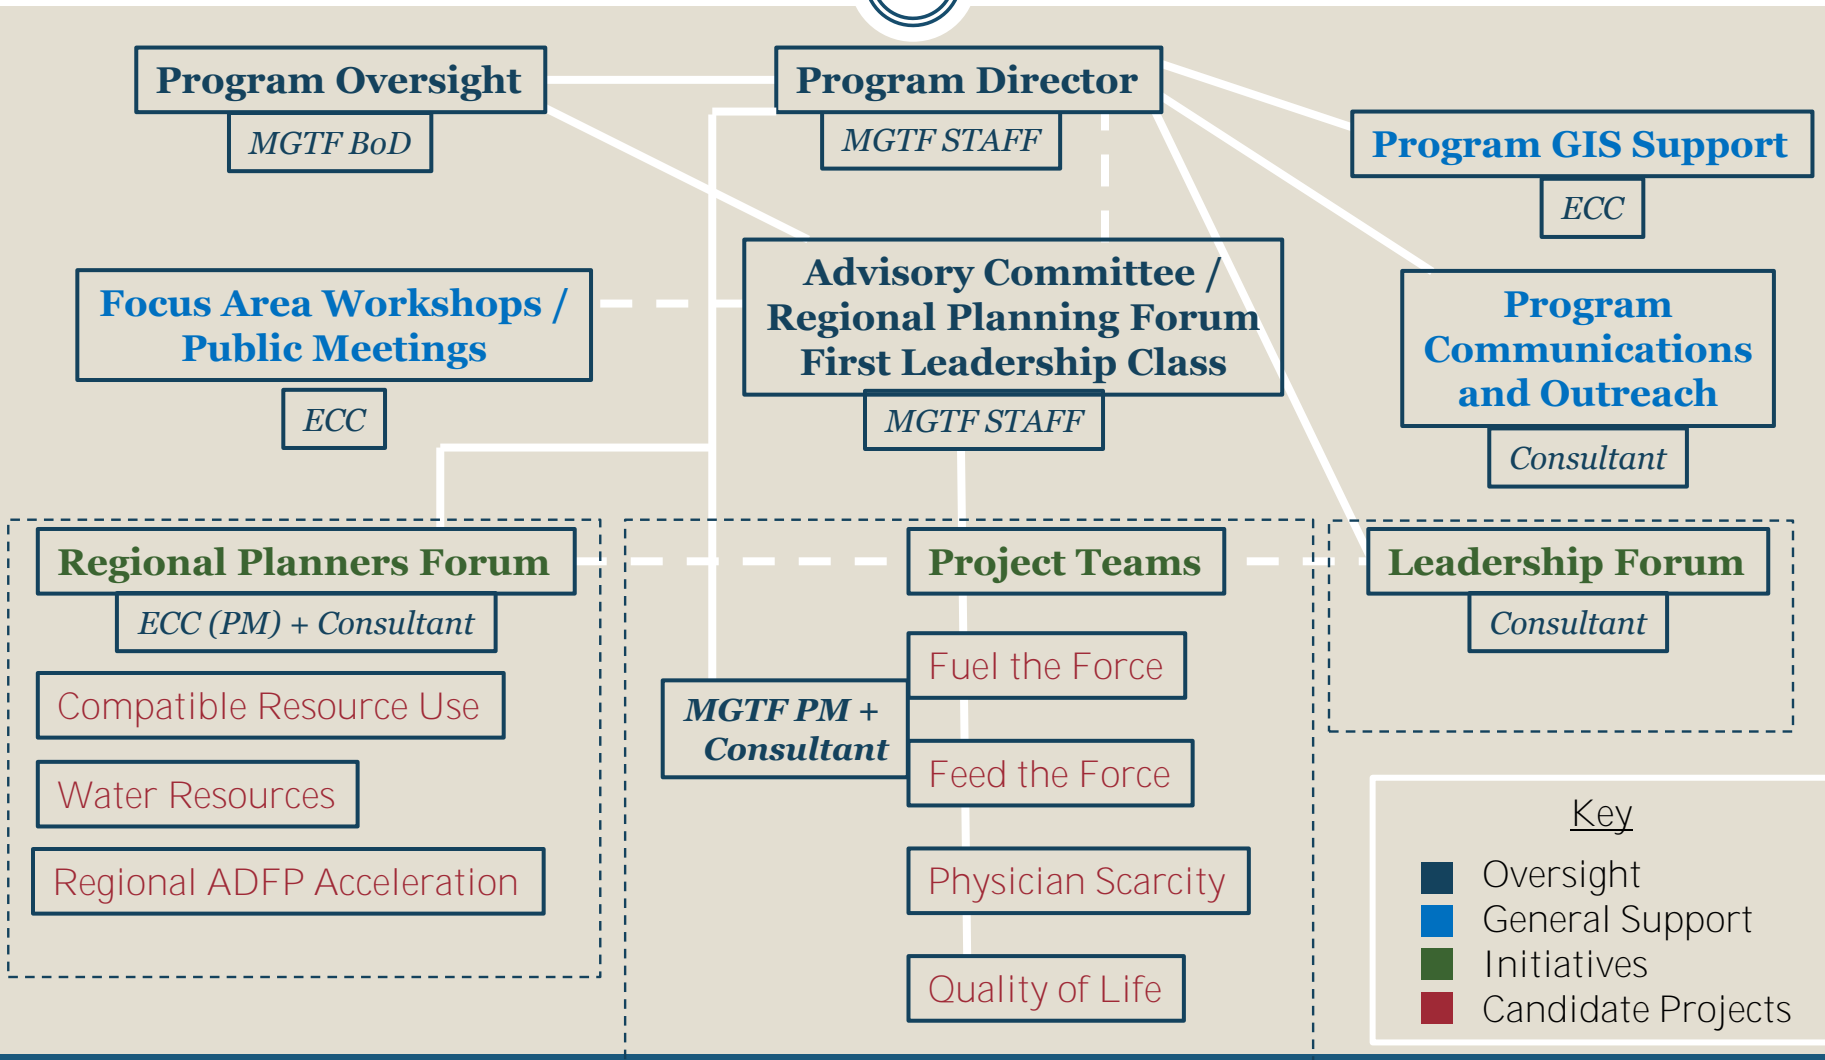 Program Oversight
MGTF BoD
Program Director
MGTF STAFF
Program GIS Support
ECC
Focus Area Workshops /
Public Meetings
ECC
Advisory Committee /
Regional Planning Forum
First Leadership Class
MGTF STAFF
Program
Communications
and Outreach
Consultant
Regional Planners Forum
ECC (PM) + Consultant
Compatible Resource Use
Water Resources
Regional ADFP Acceleration
Project Teams
MGTF PM +
Consultant
Fuel the Force
Feed the Force
Physician Scarcity
Quality of Life
Leadership Forum
Consultant
Key
Oversight
General Support
Initiatives
Candidate Projects